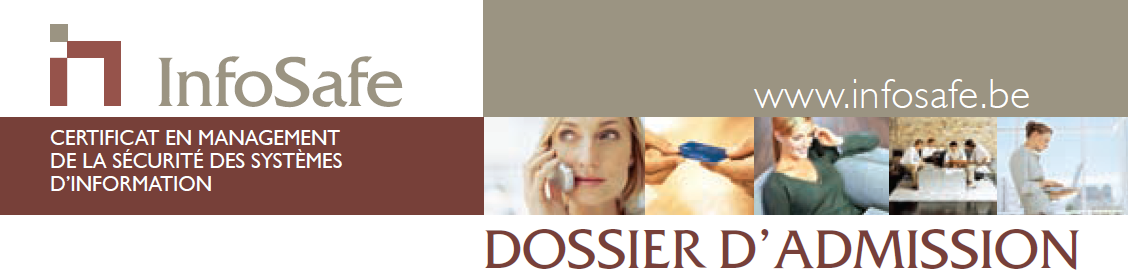 InfoSafe
www.infosafe.be
CERTIFICAT EN MANAGEMENT
DE LA SÉCURITÉ DES SYSTÈMES
D'INFORMATION
DOSSIER D'ADMISSION